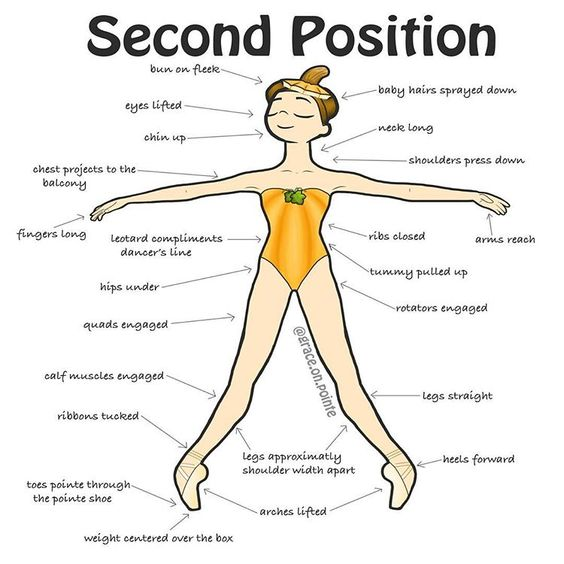 Second Position
bun on fleek
baby hairs sprayed down
eyes lifted
chin up
neck long
shoulders press down
chest projects to the
balcony
fingers long
arms reach
leotard compliments
dancer's line
ribs closed
tummy pulled up
hips under
rotators engaged
quads engaged
@grace.on.pointe
calf muscles engaged
legs straight
ribbons tucked
legs approximatly
shoulder width apart
heels forward
toes pointe through
the pointe shoe
arches lifted
weight centered over the box